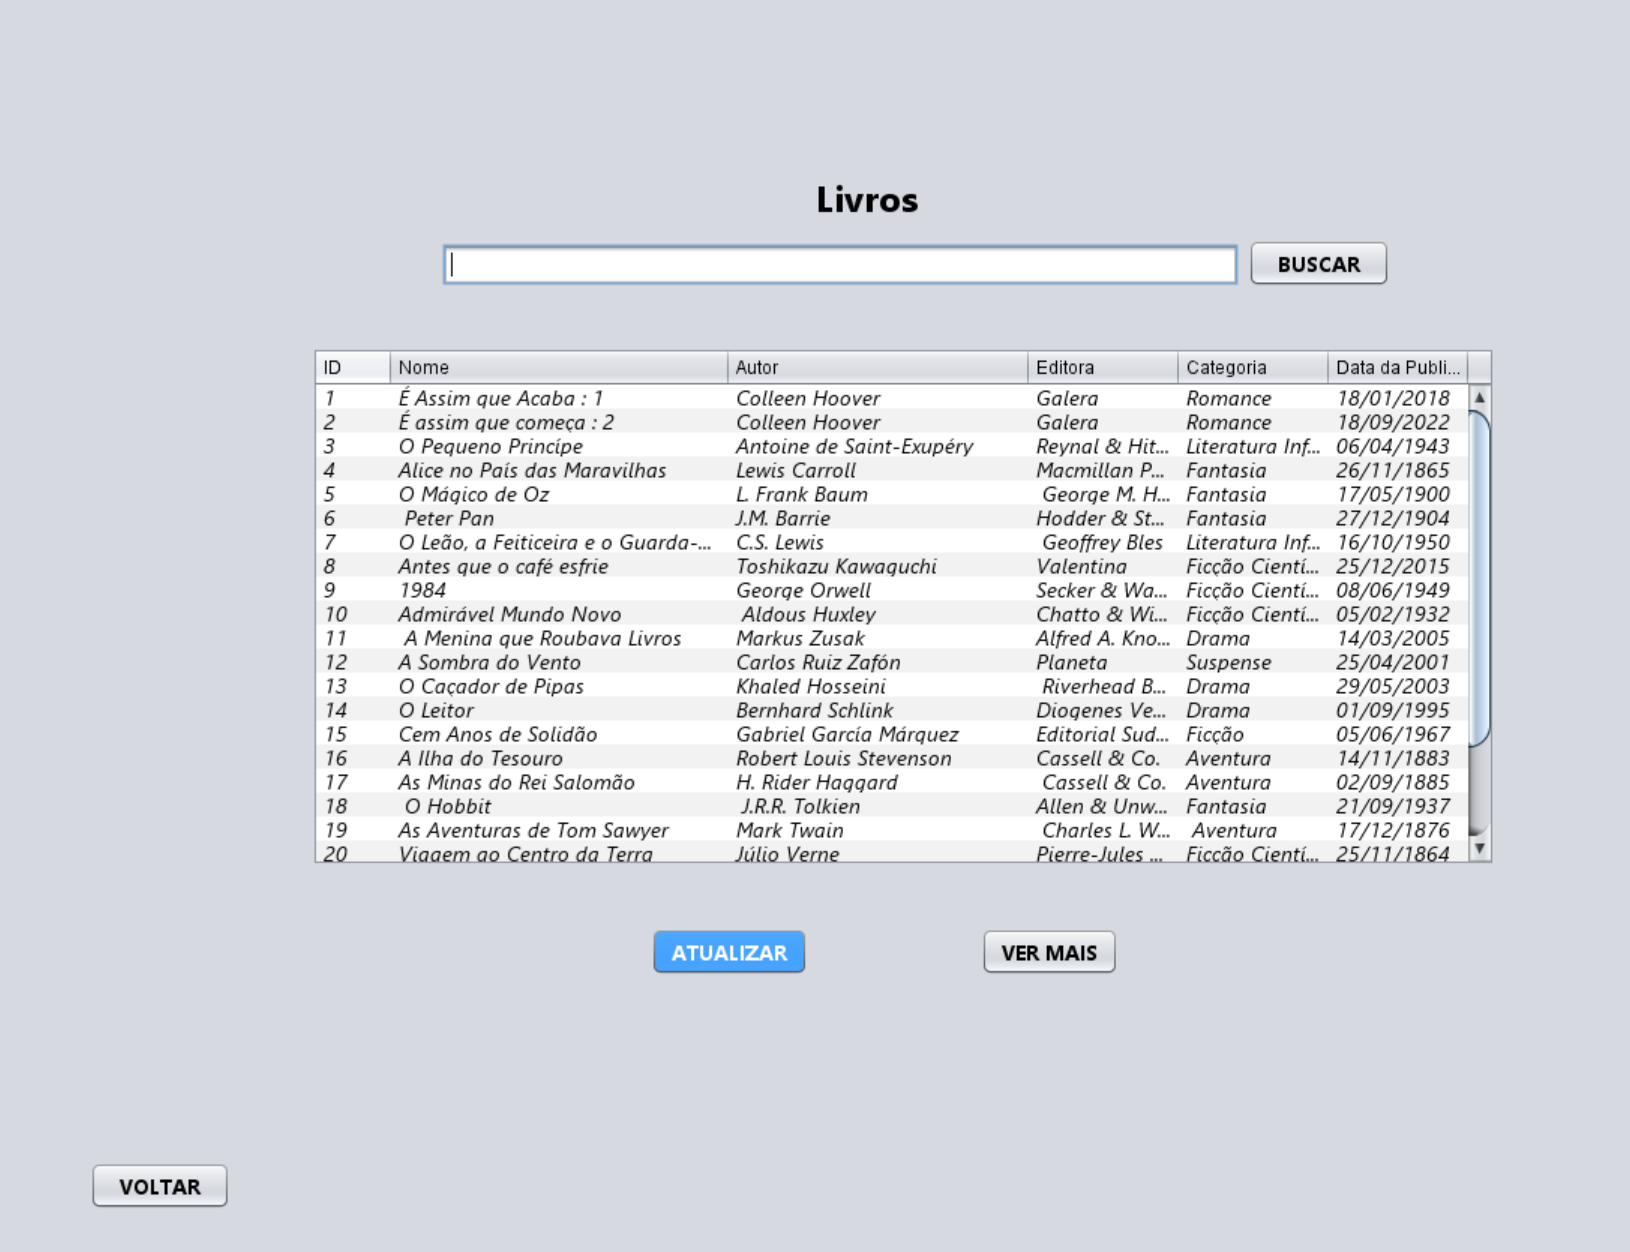 Livros
BUSCAR
ID Nome Autor Editora Categoria Data da Publi...
1 É Assim que Acaba : 1 Colleen Hoover Galera Romance 18/01/2018
2 É assim que começa : 2 Colleen Hoover Galera Romance 18/09/2022
3 O Pequeno Princípe Antoine de Saint-Exupéry Reynal & Hit... Literatura Inf... 06/04/1943
4 Alice no País das Maravilhas Lewis Carroll Macmillan P... Fantasia 26/11/1865
5 O Mágico de Oz L. Frank Baum George M. H... Fantasia 17/05/1900
6 Peter Pan J.M. Barrie Hodder & St... Fantasia 27/12/1904
7 O Leão, a Feiticeira e o Guarda-... C.S. Lewis Geoffrey Bles Literatura Inf... 16/10/1950
8 Antes que o café esfrie Toshikazu Kawaguchi Valentina Ficção Cientí... 25/12/2015
9 1984 George Orwell Secker & Wa... Ficção Cientí... 08/06/1949
10 Admirável Mundo Novo Aldous Huxley Chatto & Wi... Ficção Cientí... 05/02/1932
11 A Menina que Roubava Livros Markus Zusak Alfred A. Kno... Drama 14/03/2005
12 A Sombra do Vento Carlos Ruiz Zafón Planeta Suspense 25/04/2001
13 O Caçador de Pipas Khaled Hosseini Riverhead B... Drama 29/05/2003
14 O Leitor Bernhard Schlink Diogenes Ve... Drama 01/09/1995
15 Cem Anos de Solidão Gabriel García Márquez Editorial Sud... Ficção 05/06/1967
16 A Ilha do Tesouro Robert Louis Stevenson Cassell & Co. Aventura 14/11/1883
17 As Minas do Rei Salomão H. Rider Haggard Cassell & Co. Aventura 02/09/1885
18 O Hobbit J.R.R. Tolkien Allen & Unw... Fantasia 21/09/1937
19 As Aventuras de Tom Sawyer Mark Twain Charles L. W... Aventura 17/12/1876
20 Viagem ao Centro da Terra Júlio Verne Pierre-Jules ... Ficção Cientí... 25/11/1864
ATUALIZAR VER MAIS
VOLTAR